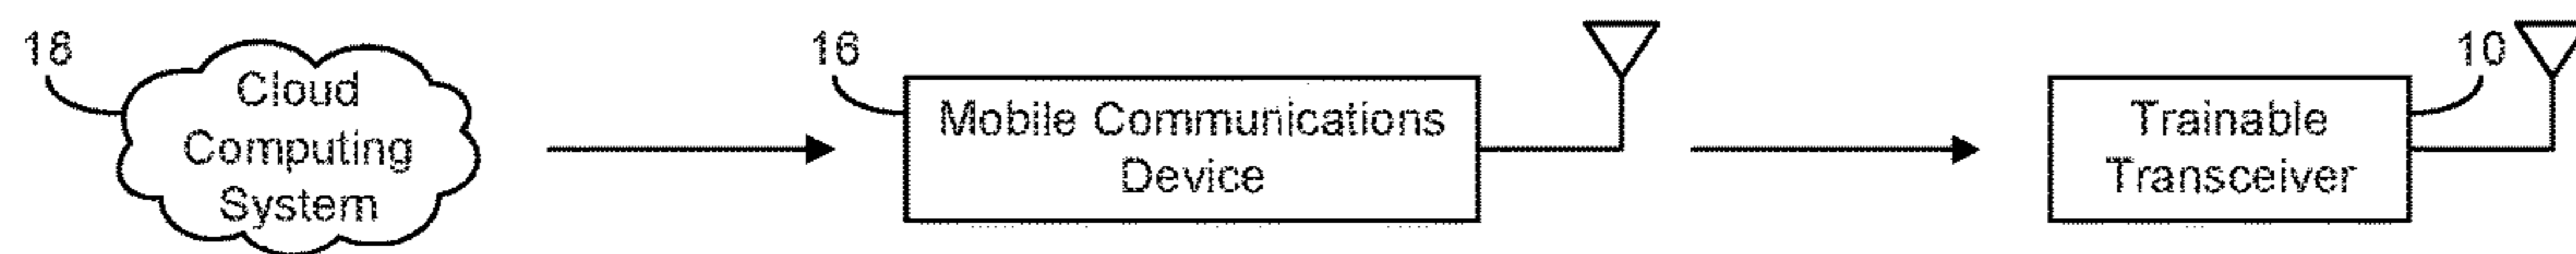 18
Cloud
Computing
System
16
Mobile Communications
Device
10
Trainable
Transceiver